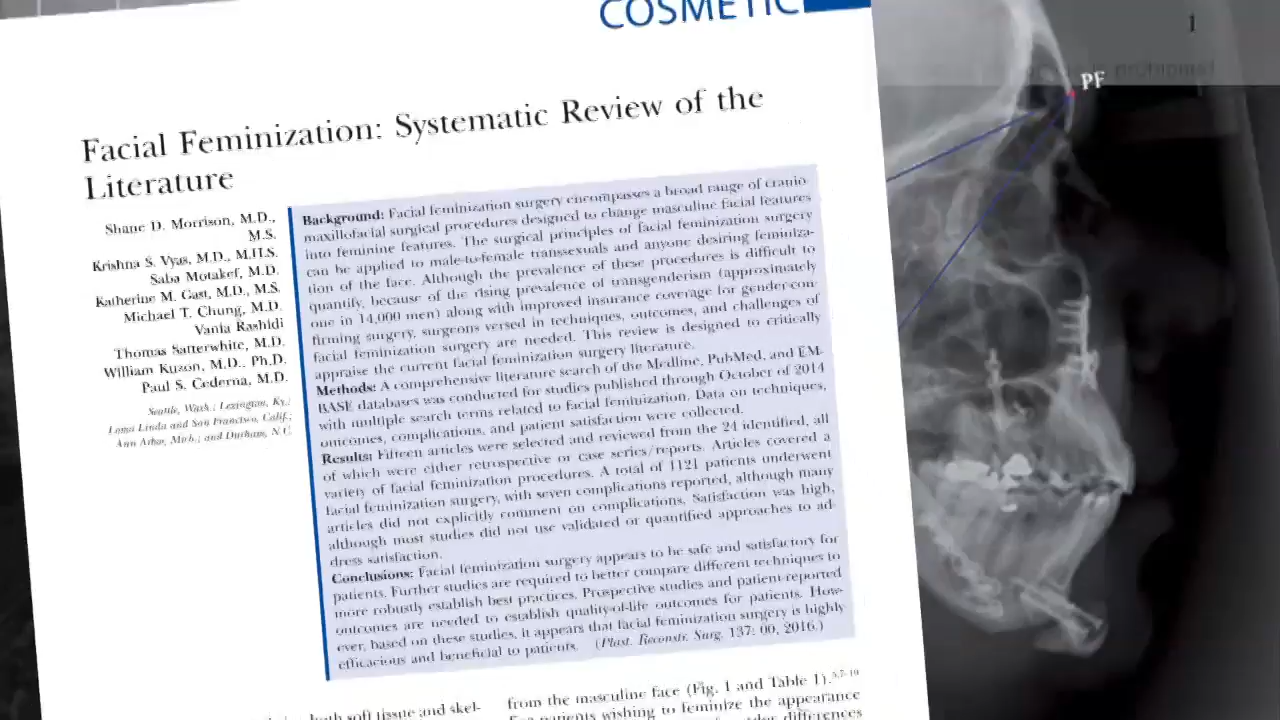 COSMETIC
1
is prohibited
PF
Facial Feminization: Systematic Review of the
Literature
Shane D. Morrison, M.D.,
M.S.
Krishna S. Vyas, M.D., M.H.S.
Saba Motakef, M.D.
Katherine M. Gast, M.D., M.S.
Michael T. Chung, M.D.
Vania Rashidi
Thomas Satterwhite, M.D.
William Kuzon, M.D., Ph.D.
Paul S. Cederna, M.D.
Seattle, Wash.; Lexington, Ky.;
Loma Linda and San Francisco, Calif.;
Ann Arbor, Mich.; and Durham, N.C.
Background: Facial feminization surgery encompasses a broad range of cranio-
maxillofacial surgical procedures designed to change masculine facial features
into feminine features. The surgical principles of facial feminization surgery
can be applied to male-to-female transsexuals and anyone desiring feminiza-
tion of the face. Although the prevalence of these procedures is difficult to
quantify, because of the rising prevalence of transgenderism (approximately
one in 14,000 men) along with improved insurance coverage for gender-con-
firming surgery, surgeons versed in techniques, outcomes, and challenges of
facial feminization surgery are needed. This review is designed to critically
appraise the current facial feminization surgery literature.
Methods: A comprehensive literature search of the Medline, PubMed, and EM-
BASE databases was conducted for studies published through October of 2014
with multiple search terms related to facial feminization. Data on techniques,
outcomes, complications, and patient satisfaction were collected.
Results: Fifteen articles were selected and reviewed from the 24 identified, all
of which were either retrospective or case series/reports. Articles covered a
variety of facial feminization procedures. A total of 1121 patients underwent
facial feminization surgery, with seven complications reported, although many
articles did not explicitly comment on complications. Satisfaction was high,
although most studies did not use validated or quantified approaches to ad-
dress satisfaction.
Conclusions: Facial feminization surgery appears to be safe and satisfactory for
patients. Further studies are required to better compare different techniques to
more robustly establish best practices. Prospective studies and patient-reported
outcomes are needed to establish quality-of-life outcomes for patients. How-
ever, based on these studies, it appears that facial feminization surgery is highly
efficacious and beneficial to patients. (Plast. Reconstr. Surg. 137: 00, 2016.)
both soft tissue and skel-
from the masculine face (Fig. 1 and Table 1).
patients wishing to feminize the appearance
differences